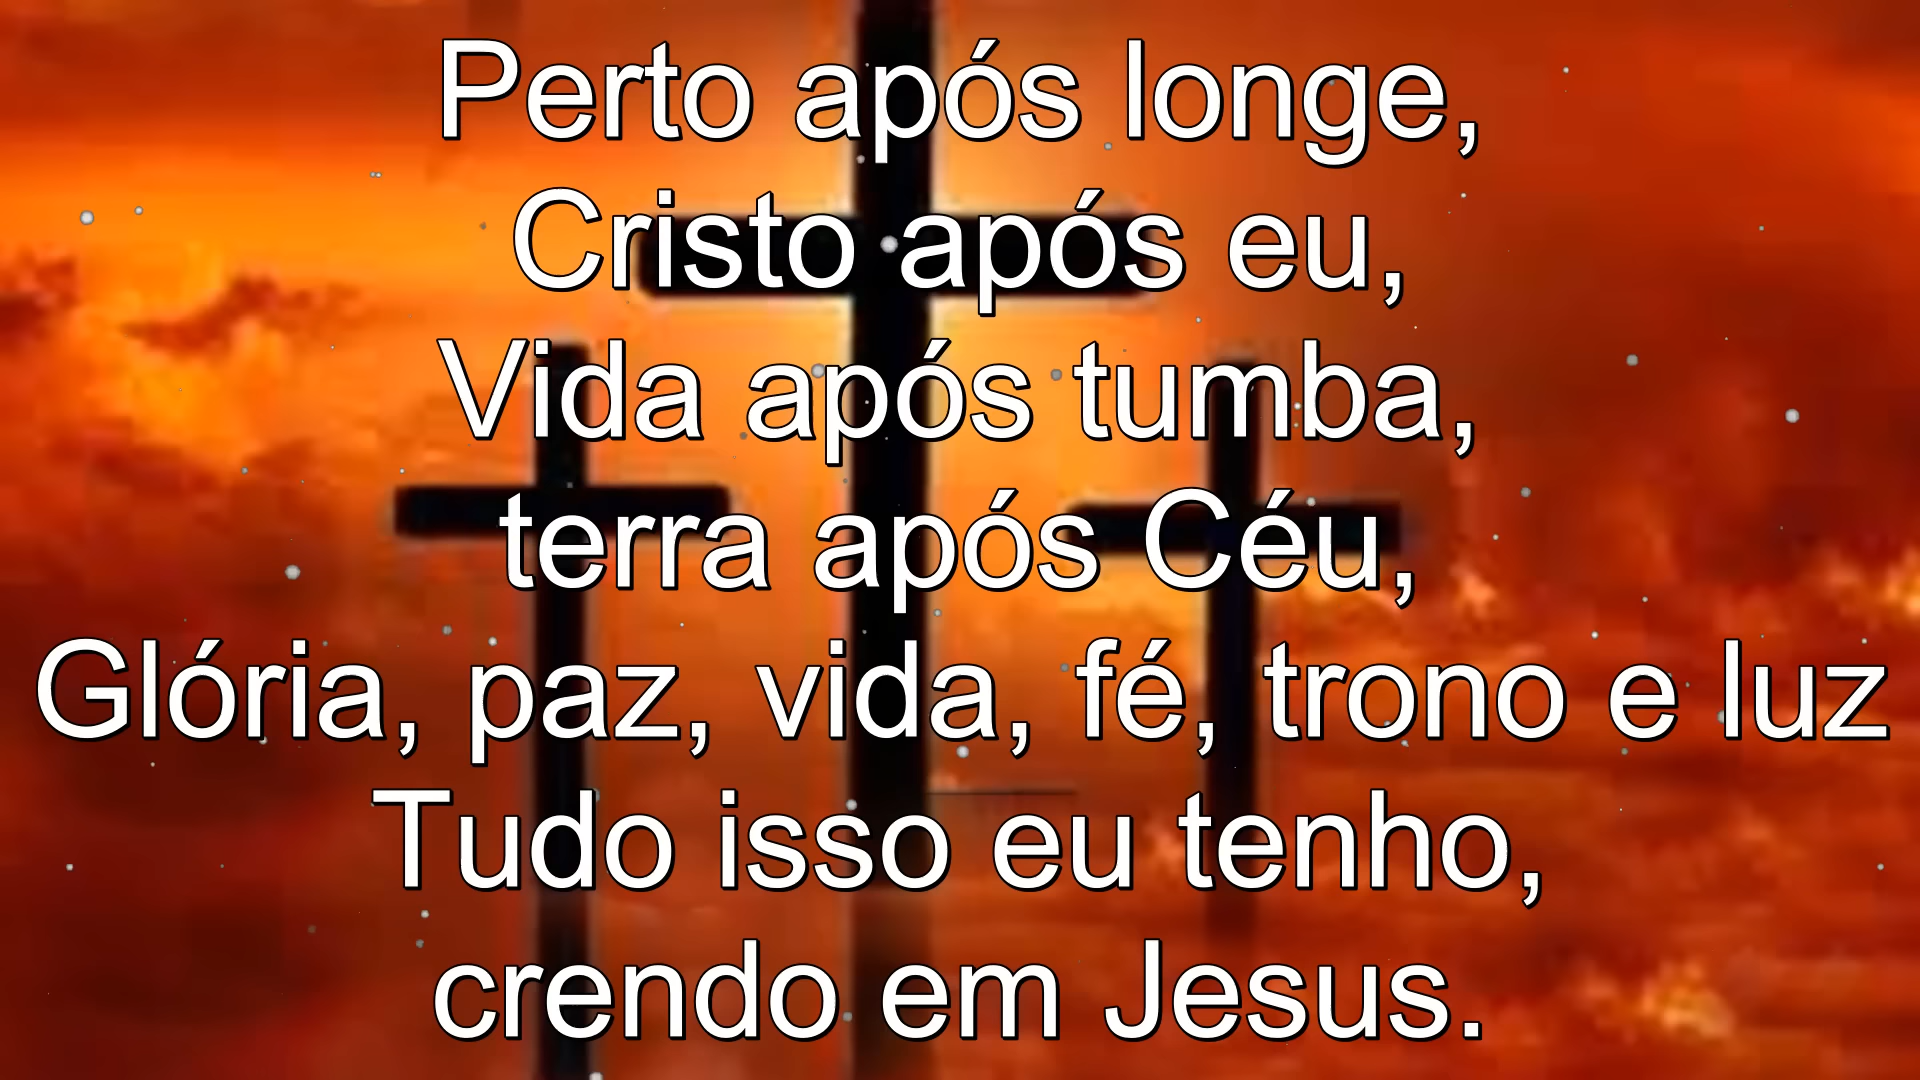 Perto após longe,
Cristo após eu,
Vida após tumba,
terra após Céu,
Glória, paz, vida, fé, trono e luz
Tudo isso eu tenho,
crendo em Jesus.